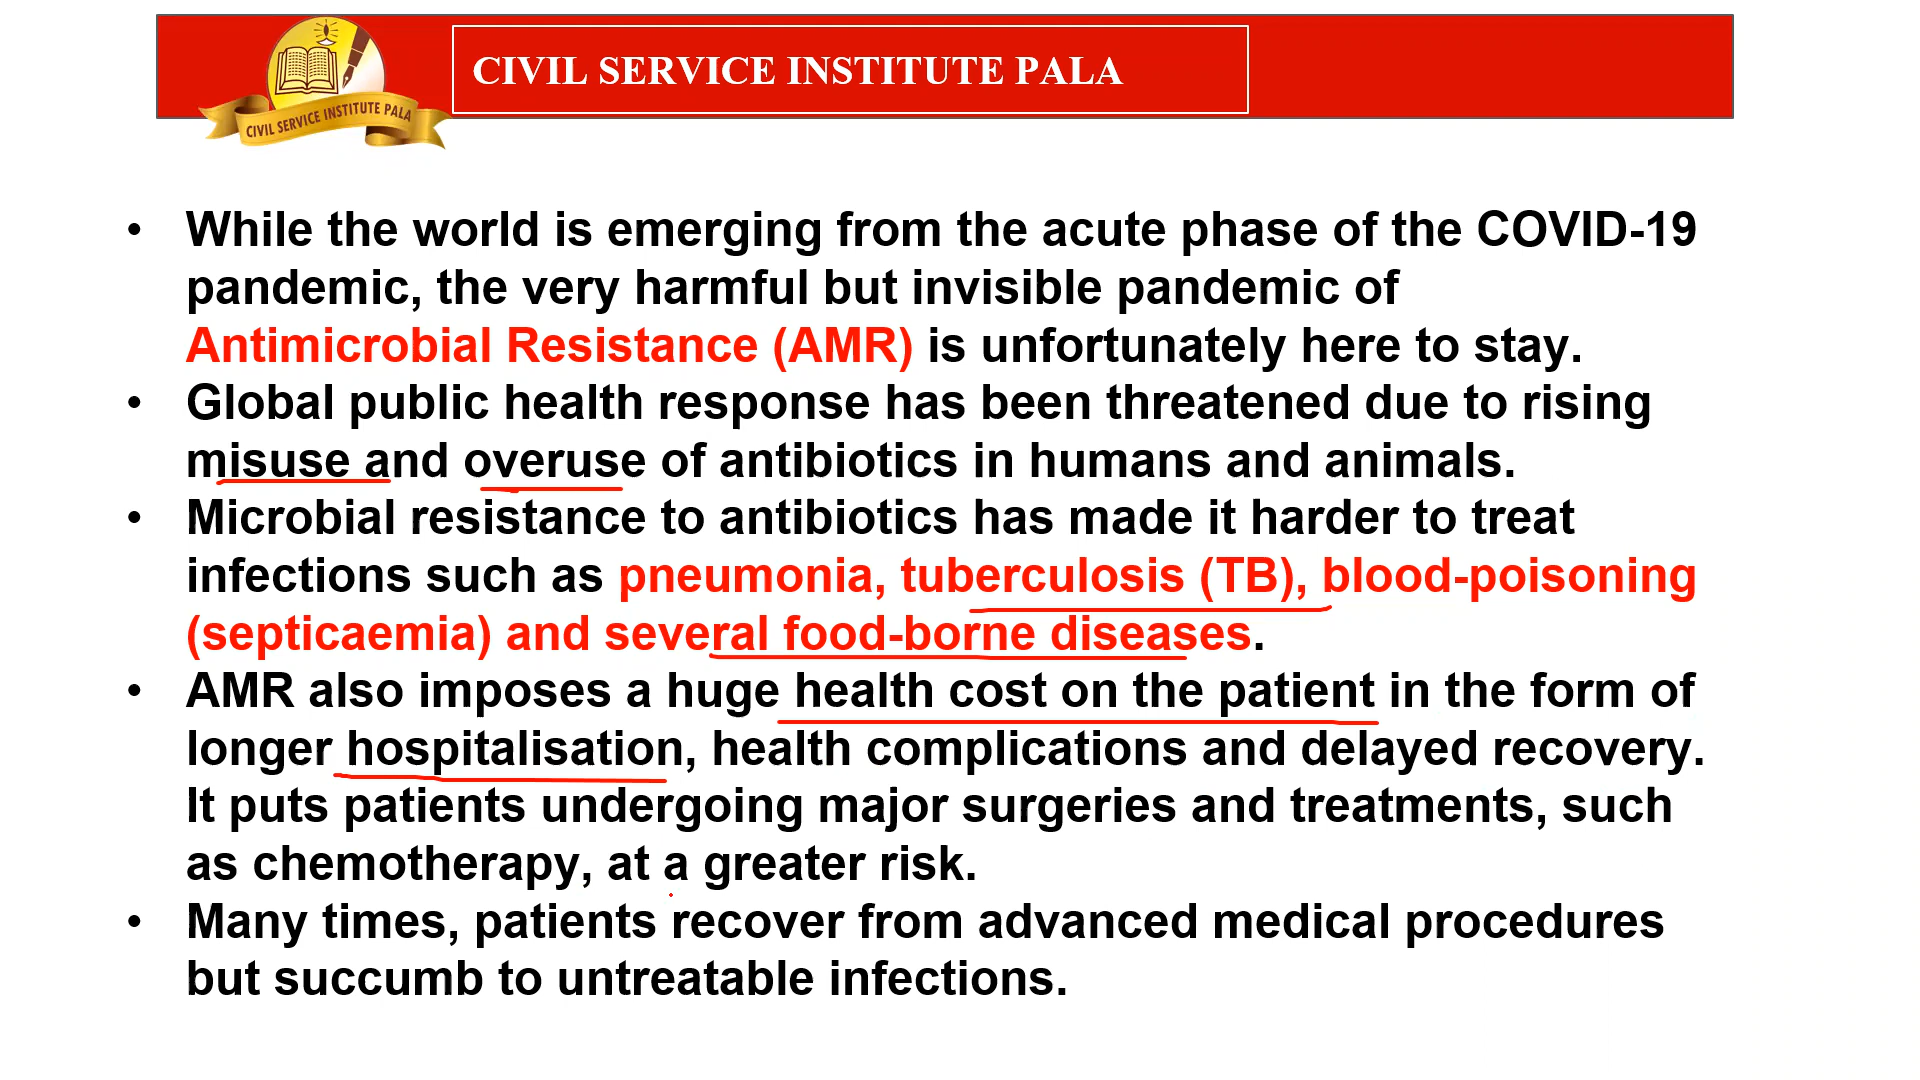 CIVIL SERVICE INSTITUTE PALA
CIVIL SERVICE INSTITUTE PALA
• While the world is emerging from the acute phase of the COVID-19
pandemic, the very harmful but invisible pandemic of
Antimicrobial Resistance (AMR) is unfortunately here to stay.
• Global public health response has been threatened due to rising
misuse and overuse of antibiotics in humans and animals.
• Microbial resistance to antibiotics has made it harder to treat
infections such as pneumonia, tuberculosis (TB), blood-poisoning
(septicaemia) and several food-borne diseases.
• AMR also imposes a huge health cost on the patient in the form of
longer hospitalisation, health complications and delayed recovery.
It puts patients undergoing major surgeries and treatments, such
as chemotherapy, at a greater risk.
• Many times, patients recover from advanced medical procedures
but succumb to untreatable infections.